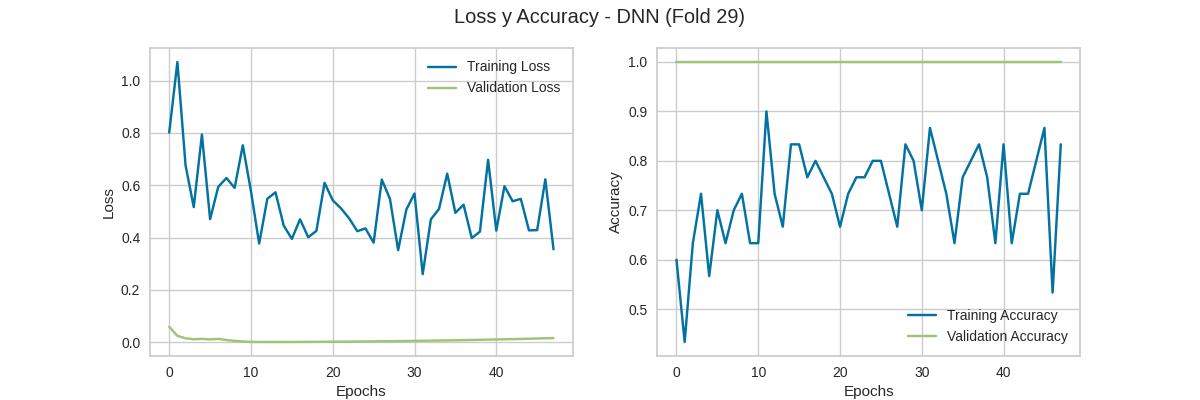 Loss y Accuracy - DNN (Fold 29)
Training Loss
Validation Loss
1.0
0.8
0.6
0.4
0.2
0.0
Loss
0 10 20 30 40
Epochs
1.0
0.9
0.8
0.7
0.6
0.5
Accuracy
Training Accuracy
Validation Accuracy
0 10 20 30 40
Epochs